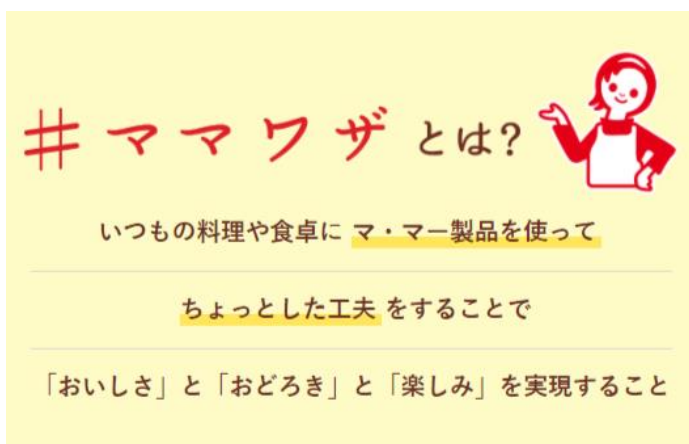 #ママワザとは?
いつもの料理や食卓に マ・マー製品を使って
ちょっとした工夫をすることで
「おいしさ」と「おどろき」と「楽しみ」を実現すること